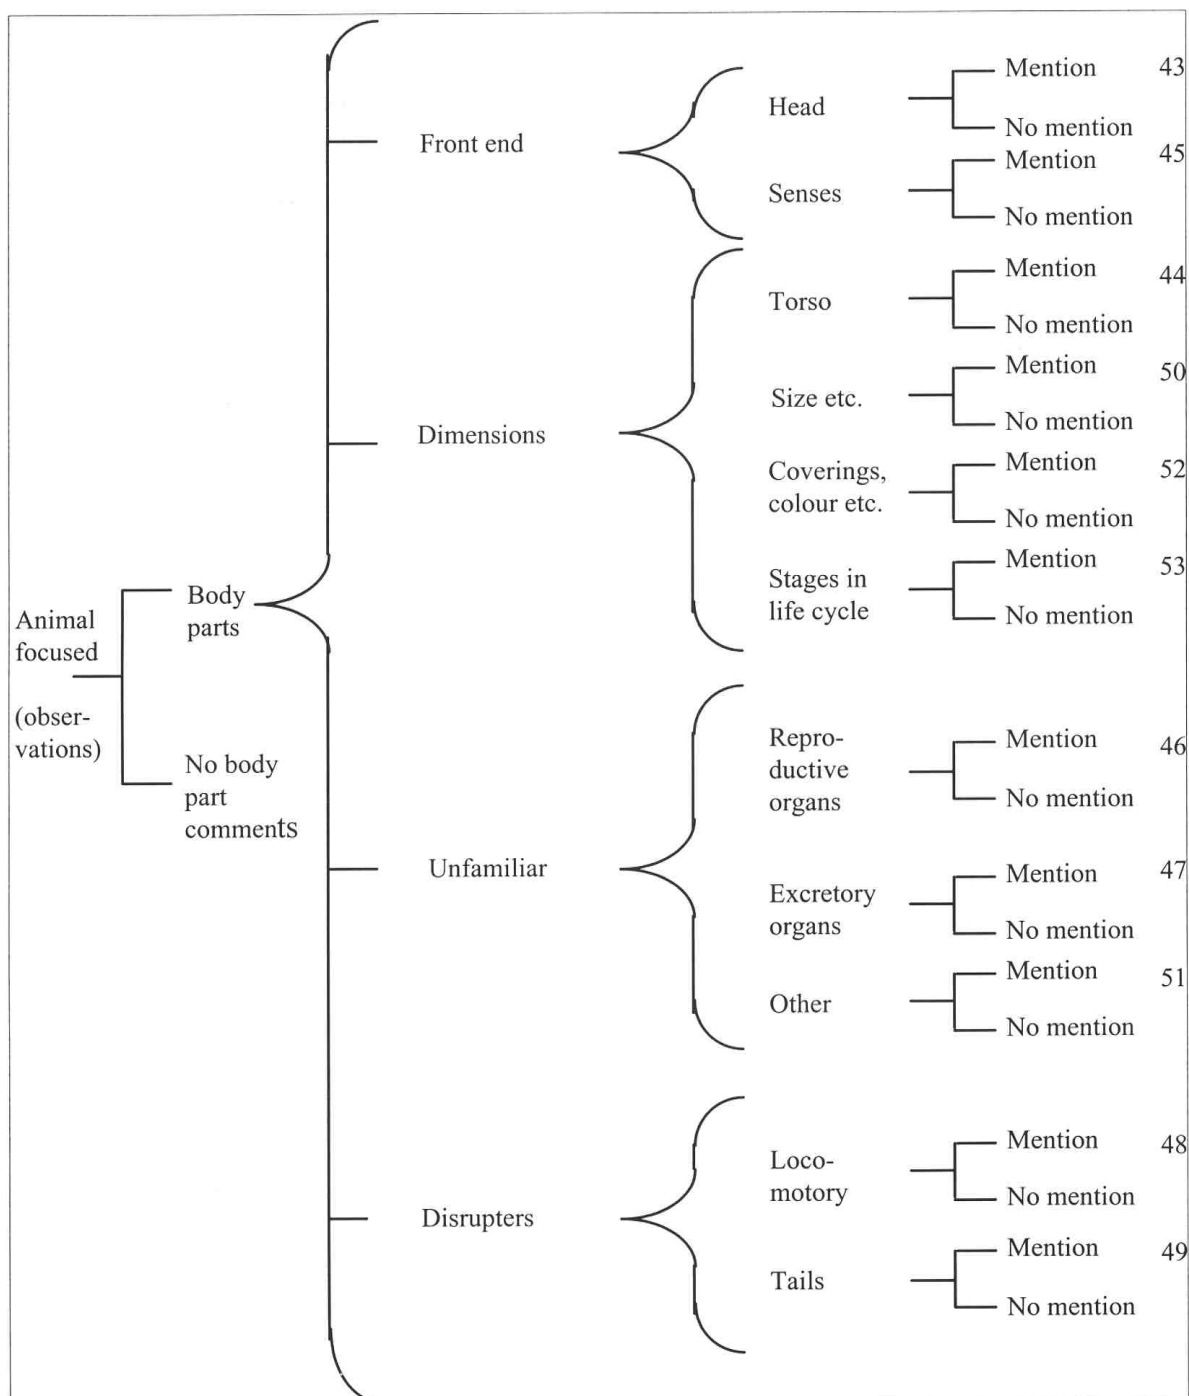 Animal
focused
(obser-
vations)
Body
parts
No body
part
comments
Front end
Head
Mention 43
No mention
Senses
Mention 45
No mention
Dimensions
Torso
Mention 44
No mention
Size etc.
Mention 50
No mention
Coverings,
colour etc.
Mention 52
No mention
Stages in
life cycle
Mention 53
No mention
Unfamiliar
Repro-
ductive
organs
Mention 46
No mention
Excretory
organs
Mention 47
No mention
Other
Mention 51
No mention
Disrupters
Loco-
motory
Mention 48
No mention
Tails
Mention 49
No mention